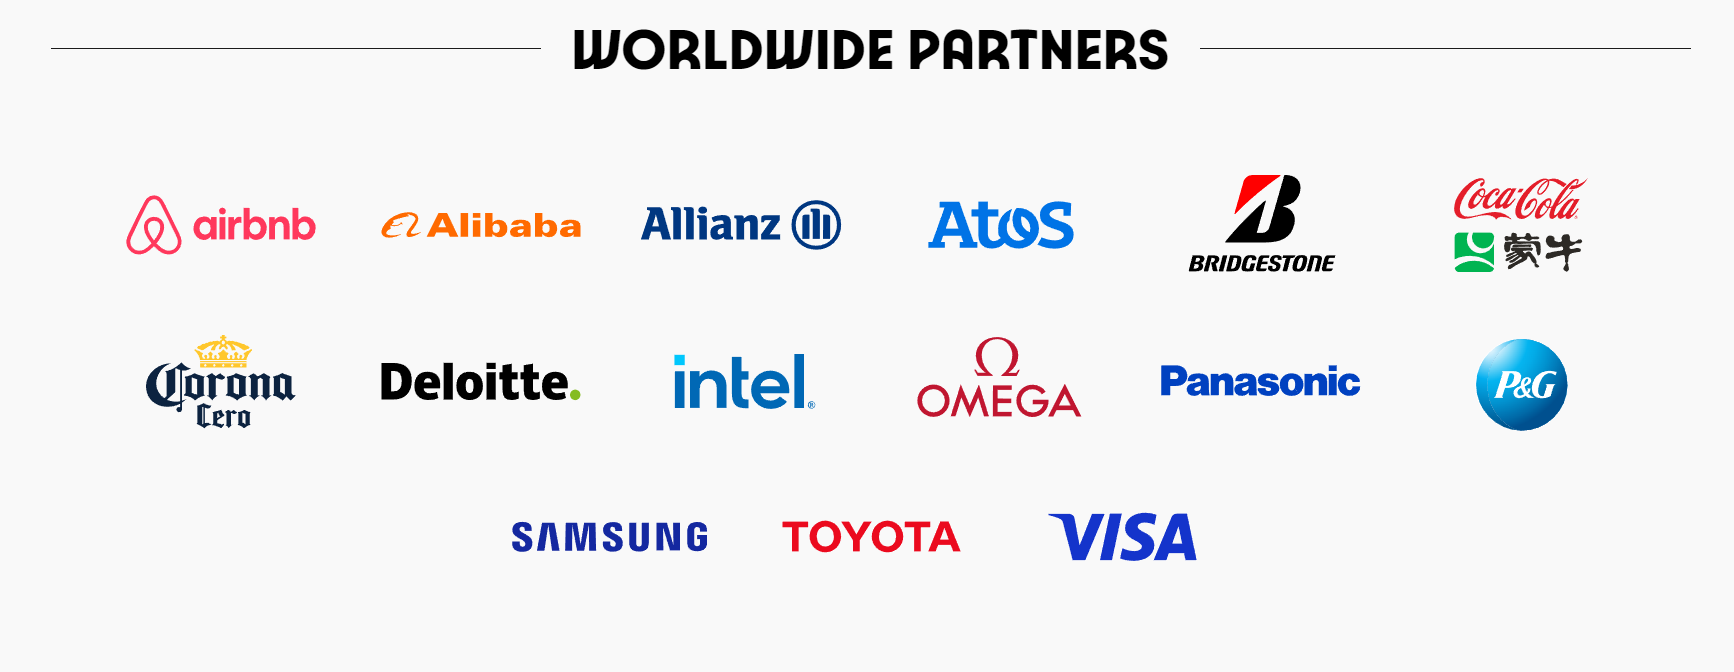 WORLDWIDE PARTNERS
airbnb
Alibaba
Allianz
Atos
BRIDGESTONE
Coca-Cola
蒙牛
Corona
Cero
Deloitte.
intel®
Ω
OMEGA
Panasonic
P&G
SAMSUNG
TOYOTA
VISA